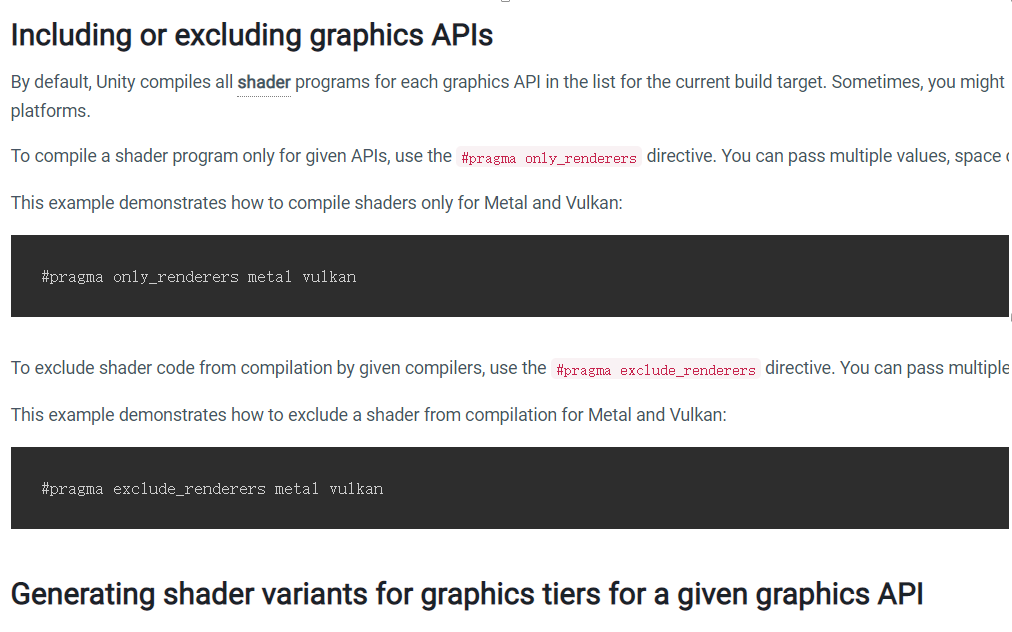 Including or excluding graphics APIs
By default, Unity compiles all shader programs for each graphics API in the list for the current build target. Sometimes, you might
platforms.
To compile a shader program only for given APIs, use the #pragma only_renderers directive. You can pass multiple values, space
This example demonstrates how to compile shaders only for Metal and Vulkan:
#pragma only_renderers metal vulkan
To exclude shader code from compilation by given compilers, use the #pragma exclude_renderers directive. You can pass multiple
This example demonstrates how to exclude a shader from compilation for Metal and Vulkan:
#pragma exclude_renderers metal vulkan
Generating shader variants for graphics tiers for a given graphics API